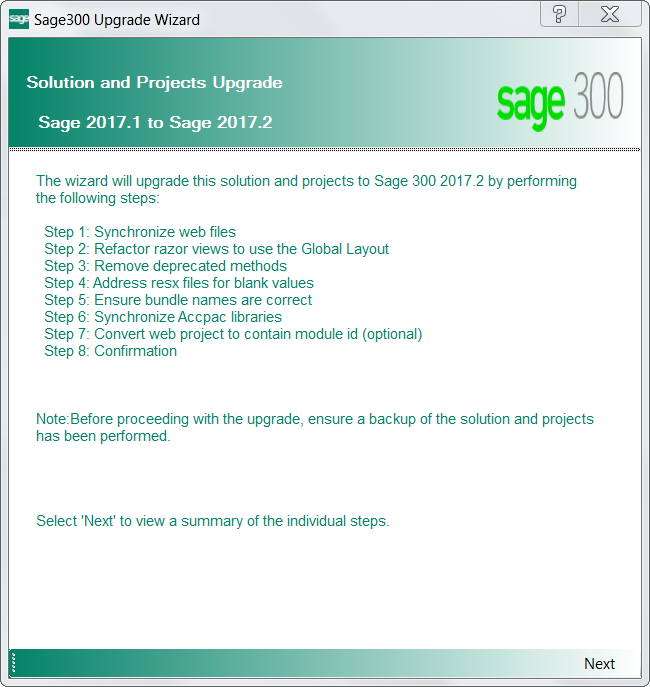 sage Sage300 Upgrade Wizard
Solution and Projects Upgrade
Sage 2017.1 to Sage 2017.2
sage 300
The wizard will upgrade this solution and projects to Sage 300 2017.2 by performing
the following steps:
Step 1: Synchronize web files
Step 2: Refactor razor views to use the Global Layout
Step 3: Remove deprecated methods
Step 4: Address resx files for blank values
Step 5: Ensure bundle names are correct
Step 6: Synchronize Accpac libraries
Step 7: Convert web project to contain module id (optional)
Step 8: Confirmation
Note:Before proceeding with the upgrade, ensure a backup of the solution and projects
has been performed.
Select 'Next' to view a summary of the individual steps.
Next